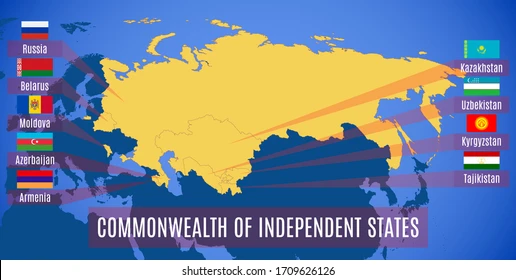 Russia
Belarus
Moldova
Azerbaijan
Armenia
Kazakhstan
Uzbekistan
Kyrgyzstan
Tajikistan
COMMONWEALTH OF INDEPENDENT STATES
shutterstock.com · 1709626126